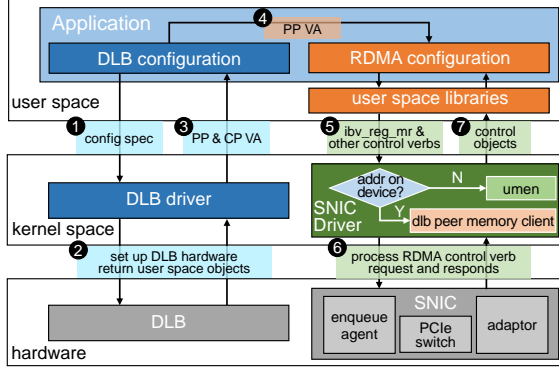 Application
4
PP VA
DLB configuration
RDMA configuration
user space libraries
user space
1
config spec
3
PP & CP VA
5
ibv_reg_mr &
other control verbs
7
control
objects
DLB driver
addr on
device?
N
umen
Y
dlb peer memory client
SNIC
Driver
kernel space
2
set up DLB hardware
return user space objects
6
process RDMA control verb
request and responds
DLB
SNIC
enqueue
agent
PCIe
switch
adaptor
hardware